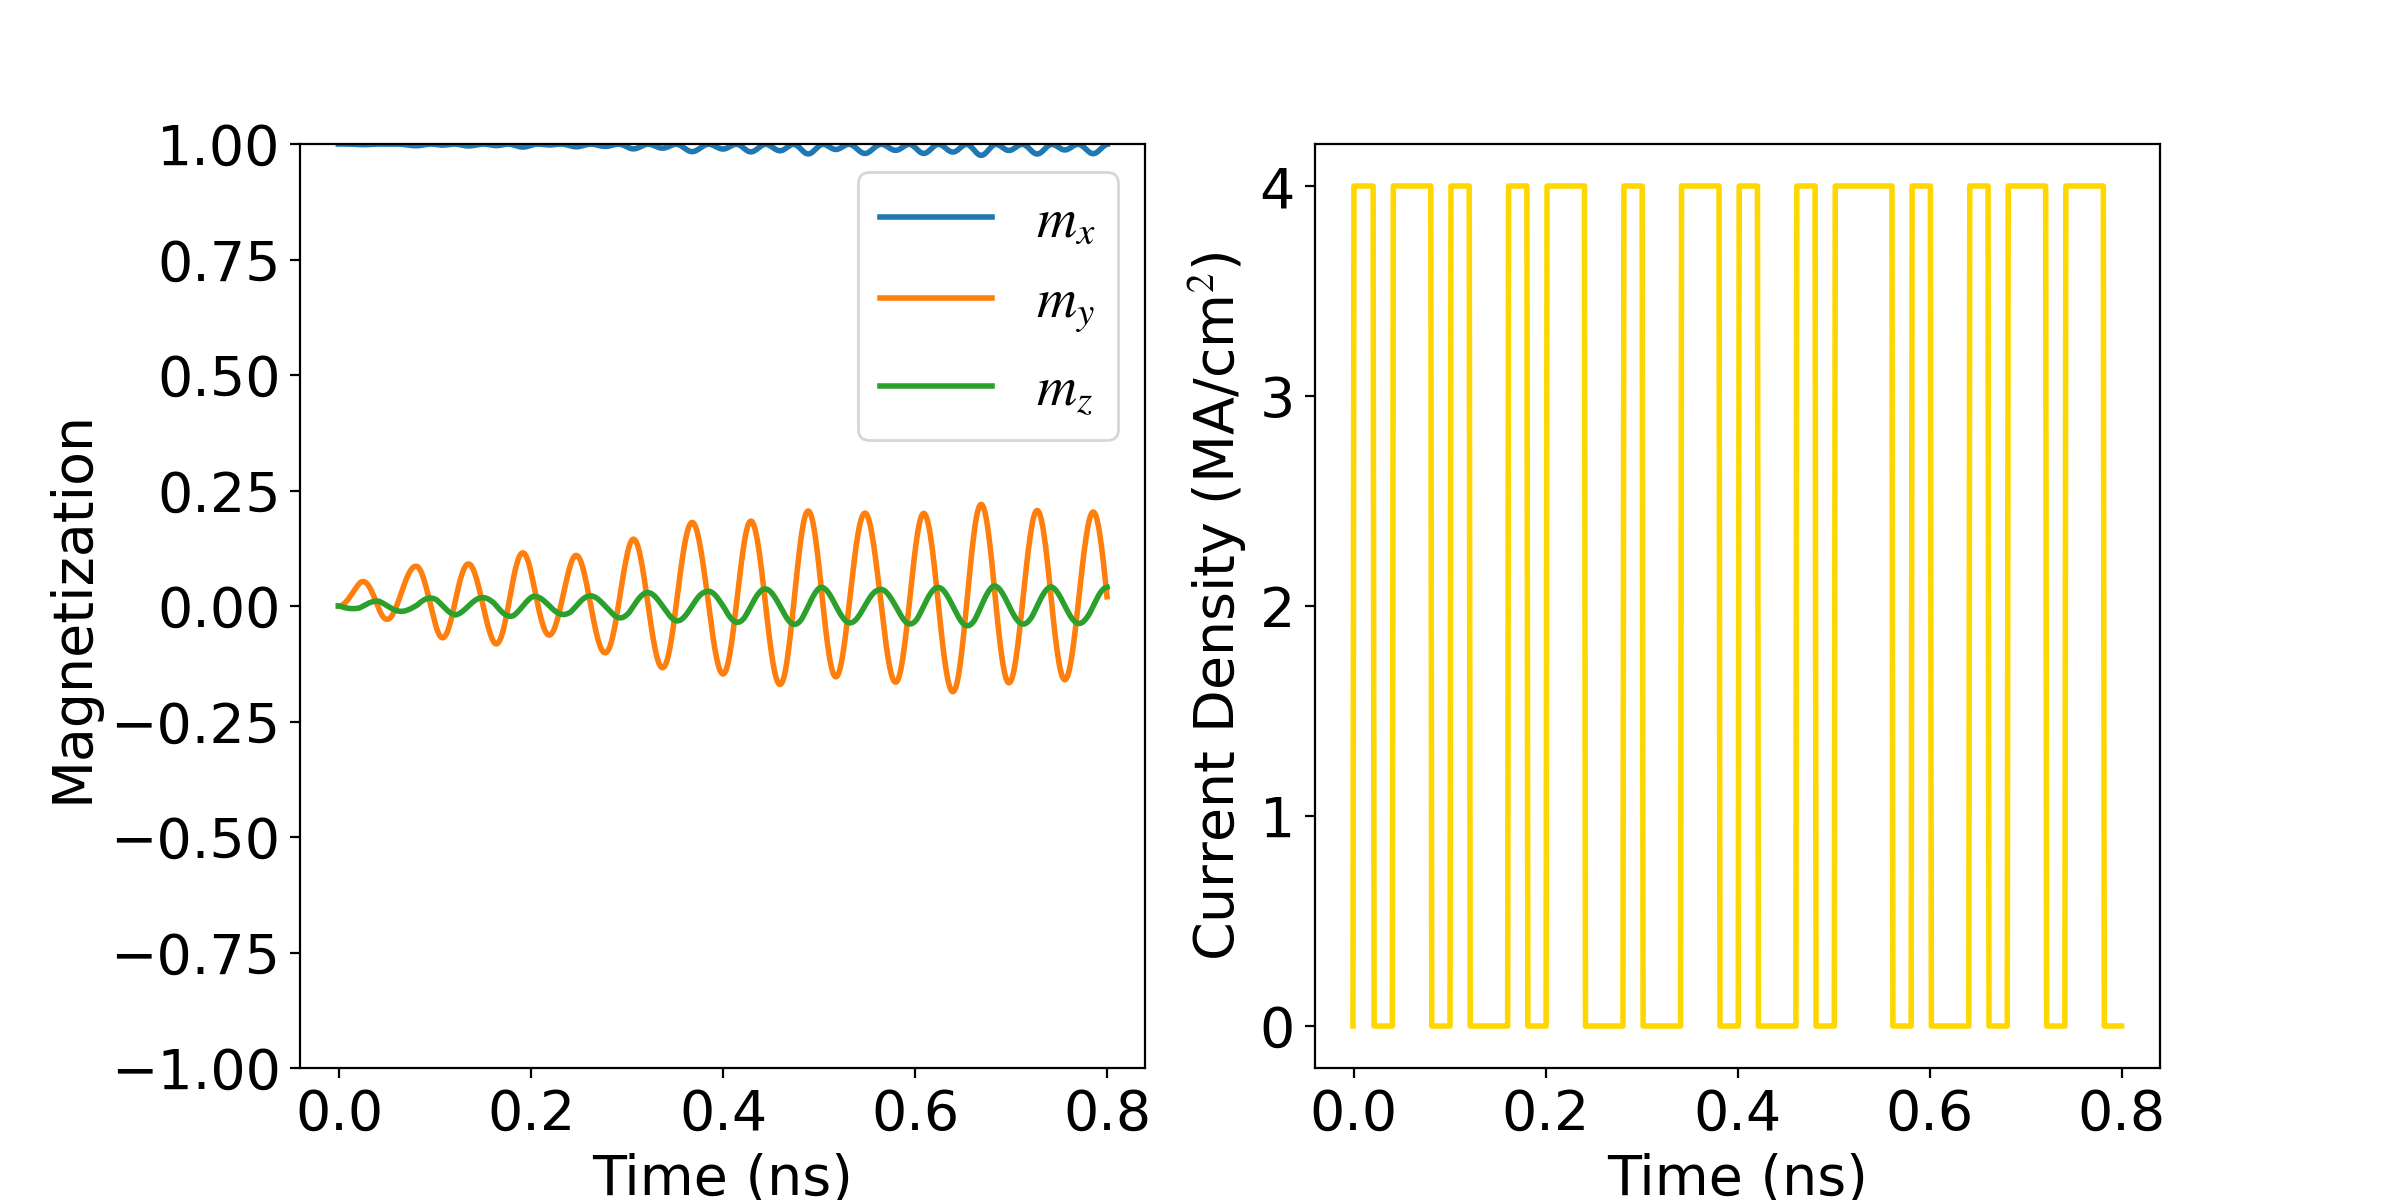 Magnetization
1.00
0.75
0.50
0.25
0.00
−0.25
−0.50
−0.75
−1.00
0.0 0.2 0.4 0.6 0.8
Time (ns)
m_x
m_y
m_z
Current Density (MA/cm²)
4
3
2
1
0
0.0 0.2 0.4 0.6 0.8
Time (ns)